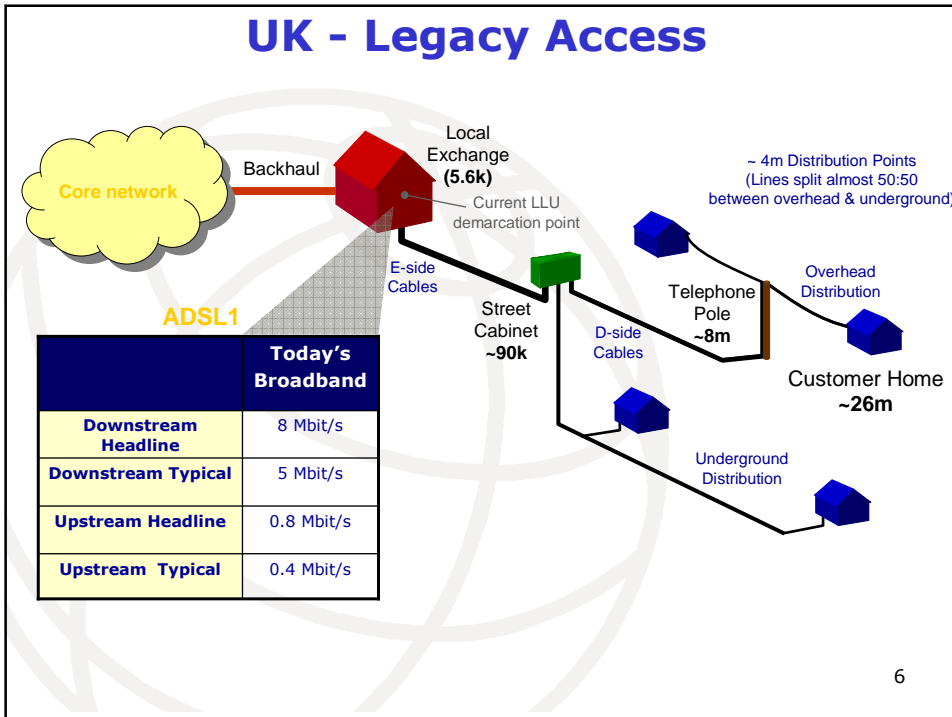 UK - Legacy Access
Core network
Backhaul
Local
Exchange
(5.6k)
Current LLU
demarcation point
~ 4m Distribution Points
(Lines split almost 50:50
between overhead & underground)
E-side
Cables
Street
Cabinet
~90k
D-side
Cables
Telephone
Pole
~8m
Overhead
Distribution
Customer Home
~26m
Underground
Distribution
ADSL1
Today's
Broadband
Downstream
Headline
8 Mbit/s
Downstream Typical
5 Mbit/s
Upstream Headline
0.8 Mbit/s
Upstream Typical
0.4 Mbit/s
6